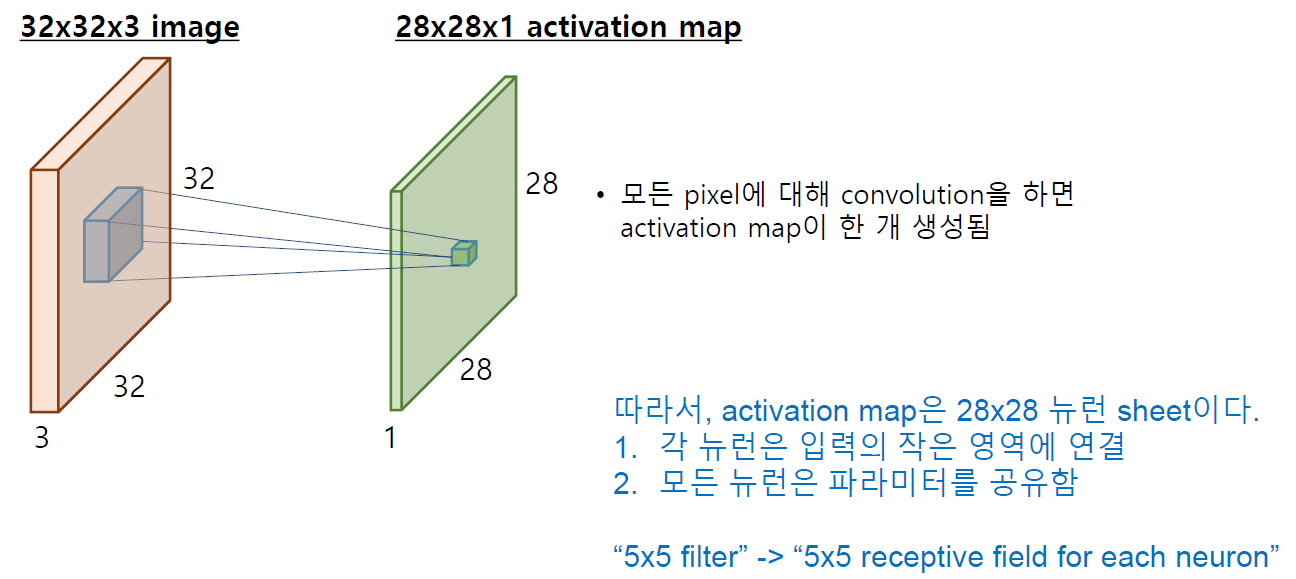 32x32x3 image
28x28x1 activation map
32
32
3
28
28
1
• 모든 pixel에 대해 convolution을 하면
activation map이 한 개 생성됨
따라서, activation map은 28x28 뉴런 sheet이다.
1. 각 뉴런은 입력의 작은 영역에 연결
2. 모든 뉴런은 파라미터를 공유함
“5x5 filter” -> “5x5 receptive field for each neuron”